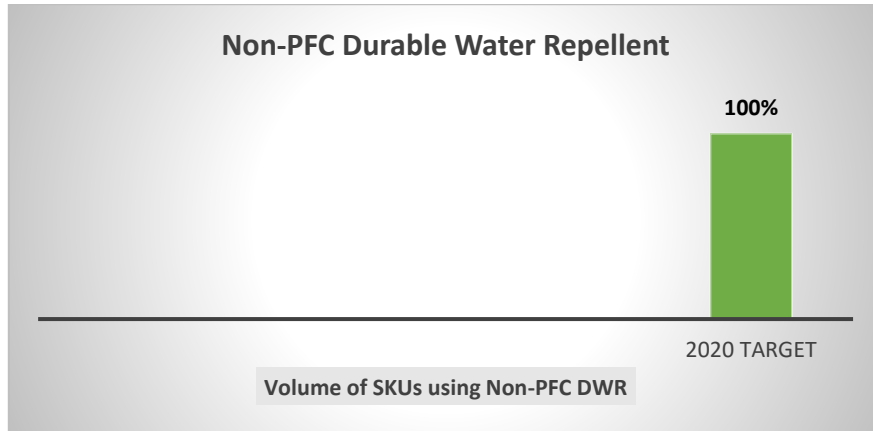 Non-PFC Durable Water Repellent
100%
2020 TARGET
Volume of SKUs using Non-PFC DWR